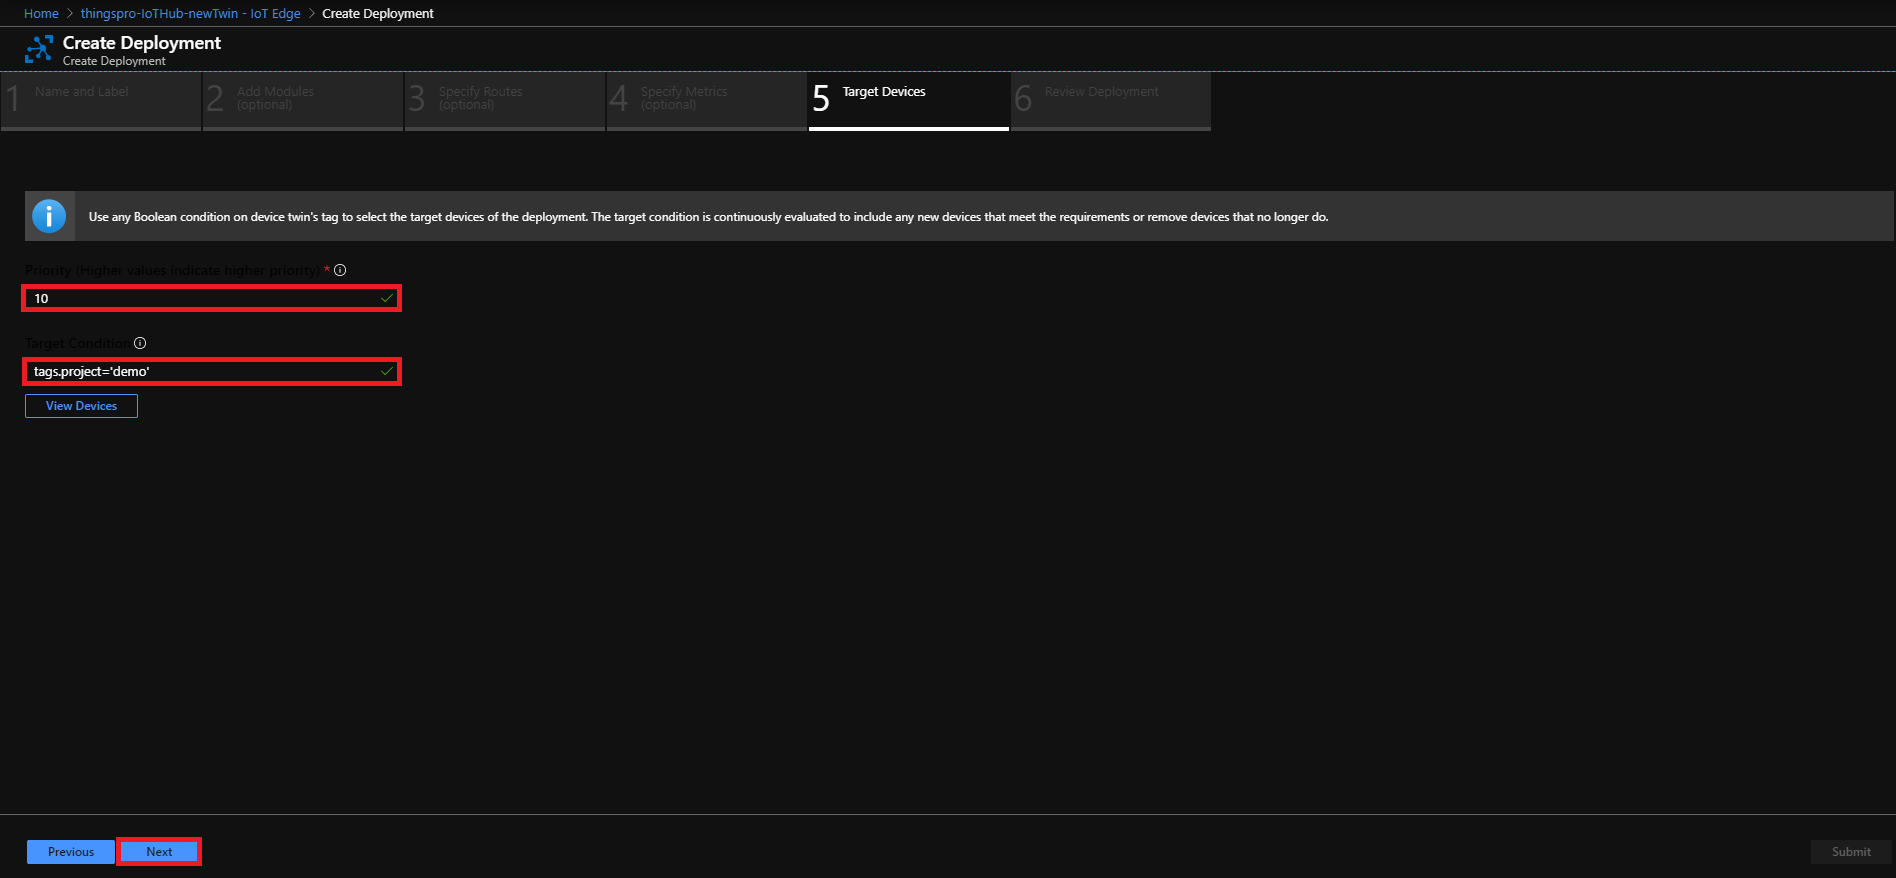 Home > thingspro-IoTHub-newTwin - IoT Edge > Create Deployment
Create Deployment
Create Deployment
1 Name and Label
2 Add Modules
(optional)
3 Specify Routes
(optional)
4 Specify Metrics
(optional)
5 Target Devices
6 Review Deployment
Use any Boolean condition on device twin's tag to select the target devices of the deployment. The target condition is continuously evaluated to include any new devices that meet the requirements or remove devices that no longer do.
Priority (Higher values indicate higher priority) *
10
Target Condition
tags.project='demo'
View Devices
Previous
Next
Submit